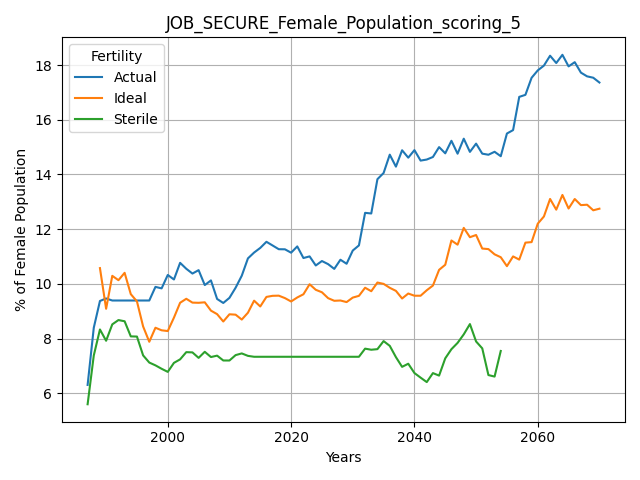 JOB_SECURE_Female_Population_scoring_5
Fertility
Actual
Ideal
Sterile
% of Female Population
18
16
14
12
10
8
6
2000
2020
2040
2060
Years